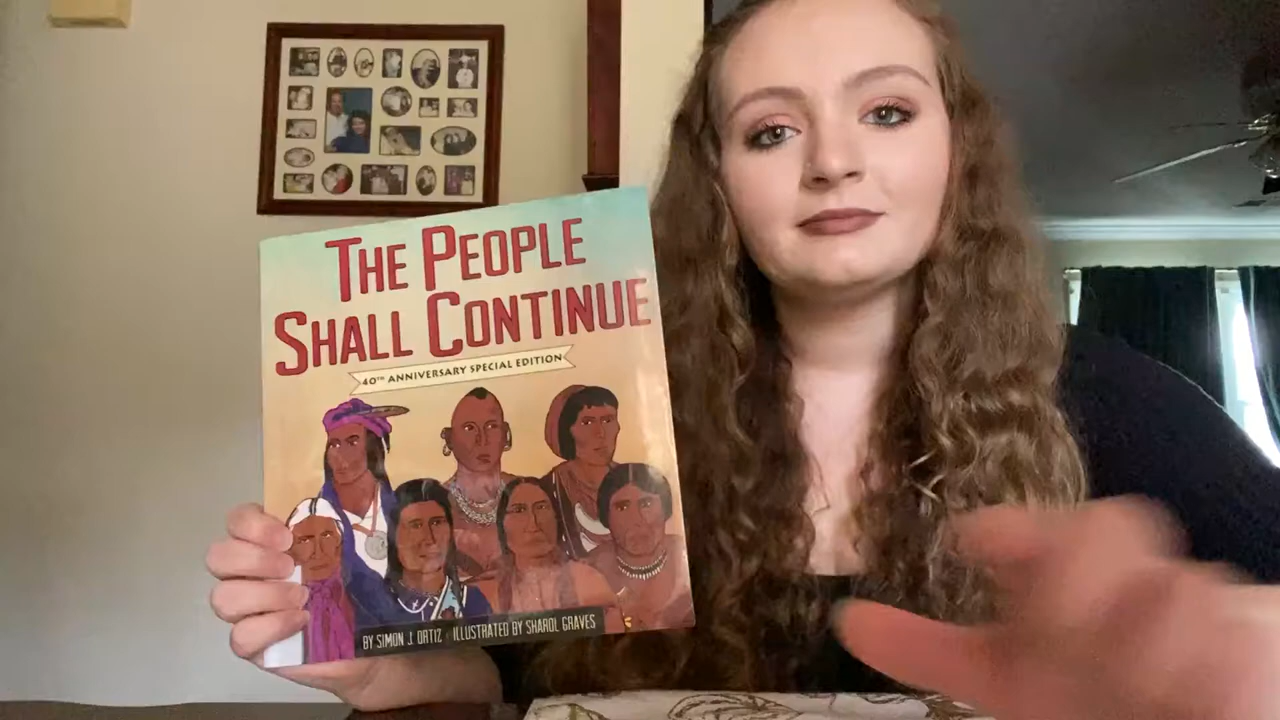 THE PEOPLE
SHALL CONTINUE
40TH ANNIVERSARY SPECIAL EDITION
BY SIMON J. ORTIZ · ILLUSTRATED BY SHAROL GRAVES